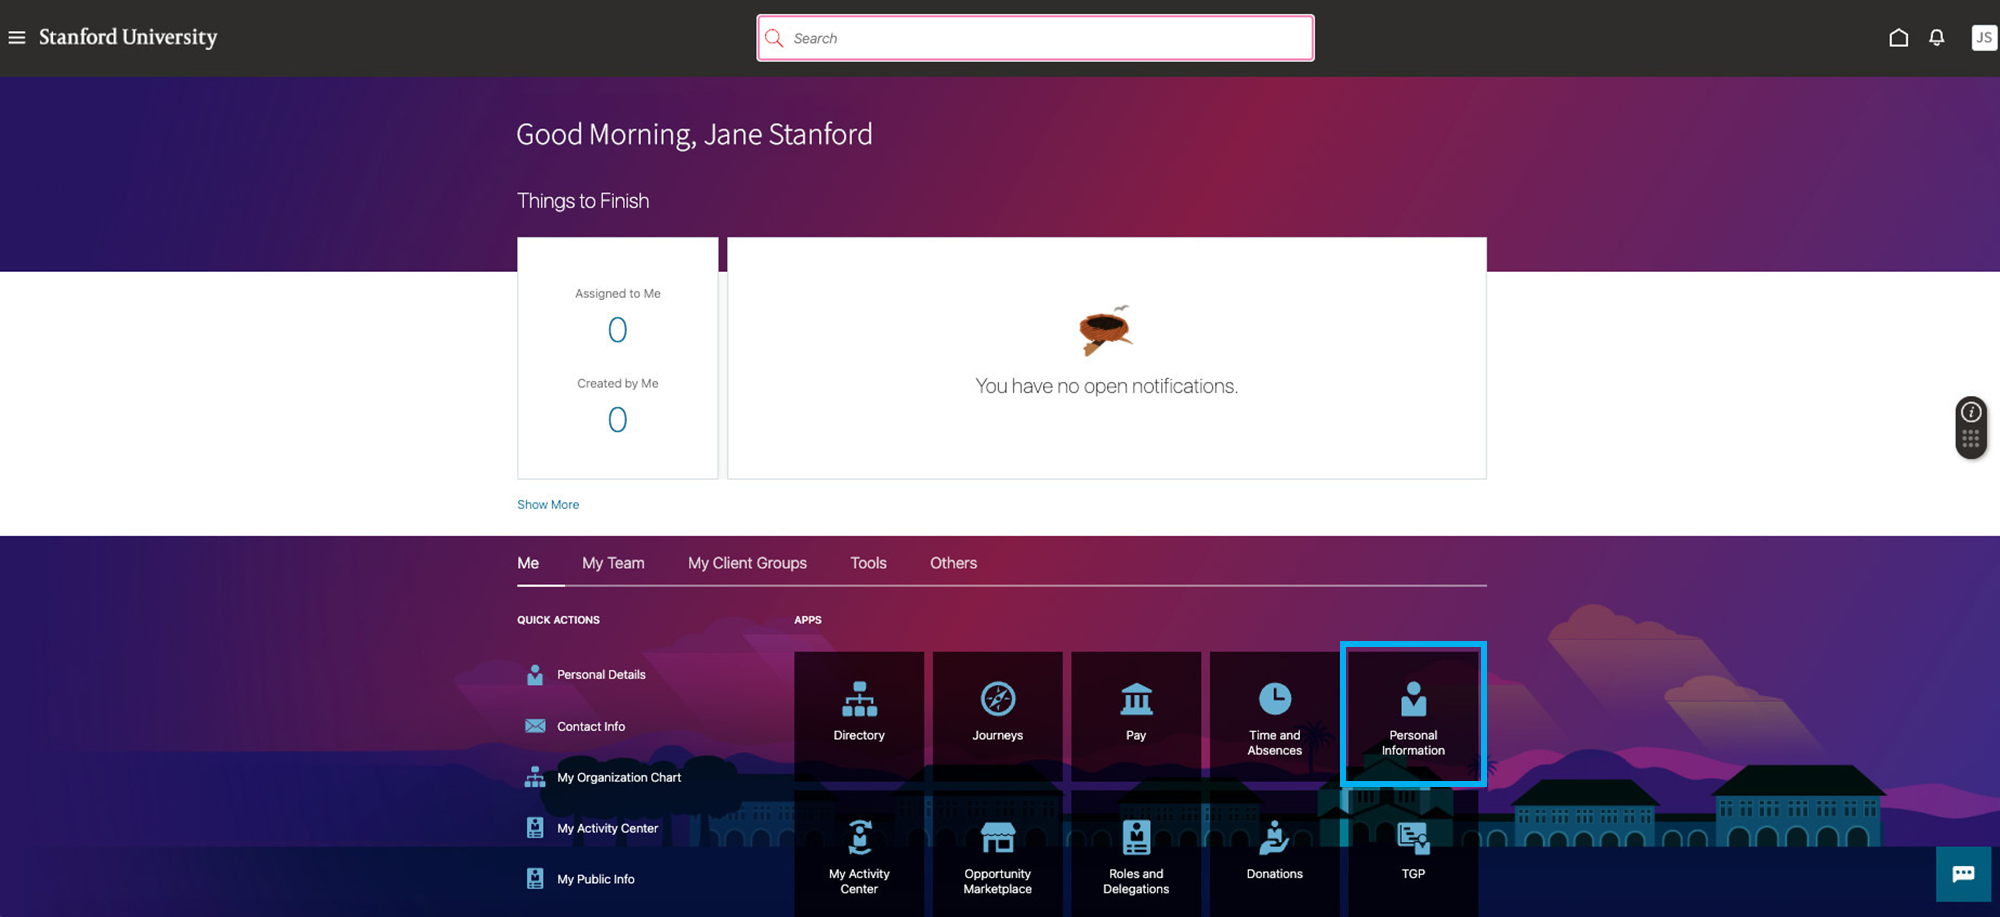 Stanford University
Search
JS
Good Morning, Jane Stanford
Things to Finish
Assigned to Me
0
Created by Me
0
You have no open notifications.
Show More
Me
My Team
My Client Groups
Tools
Others
QUICK ACTIONS
Personal Details
Contact Info
My Organization Chart
My Activity Center
My Public Info
APPS
Directory
Journeys
Pay
Time and
Absences
Personal
Information
My Activity
Center
Opportunity
Marketplace
Roles and
Delegations
Donations
TGP